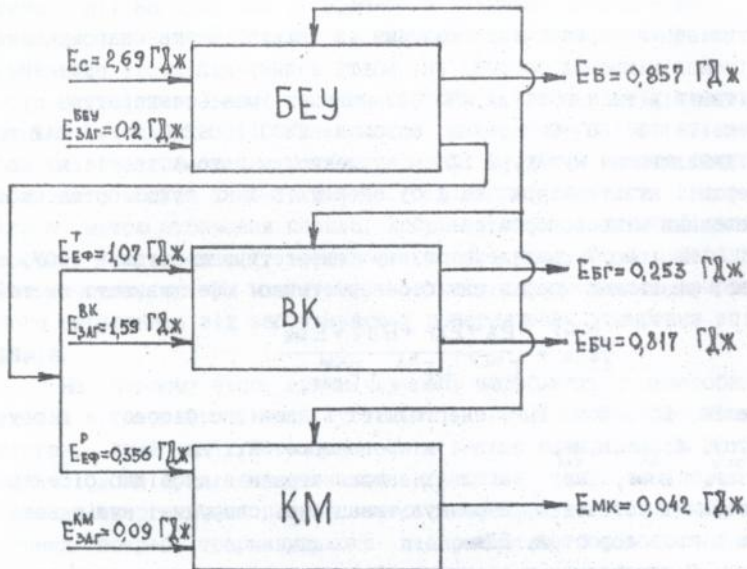 EС=2,69 ГДж
БЕУ
EБ=0,857 ГДж
EЗАГ БЕУ=0,2 ГДж
EЕФ Т=1,07 ГДж
ВК
EБГ=0,253 ГДж
EЗАГ ВК=1,59 ГДж
EБЧ=0,817 ГДж
EЕФ Р=0,356 ГДж
КМ
EМК=0,042 ГДж
EЗАГ КМ=0,09 ГДж